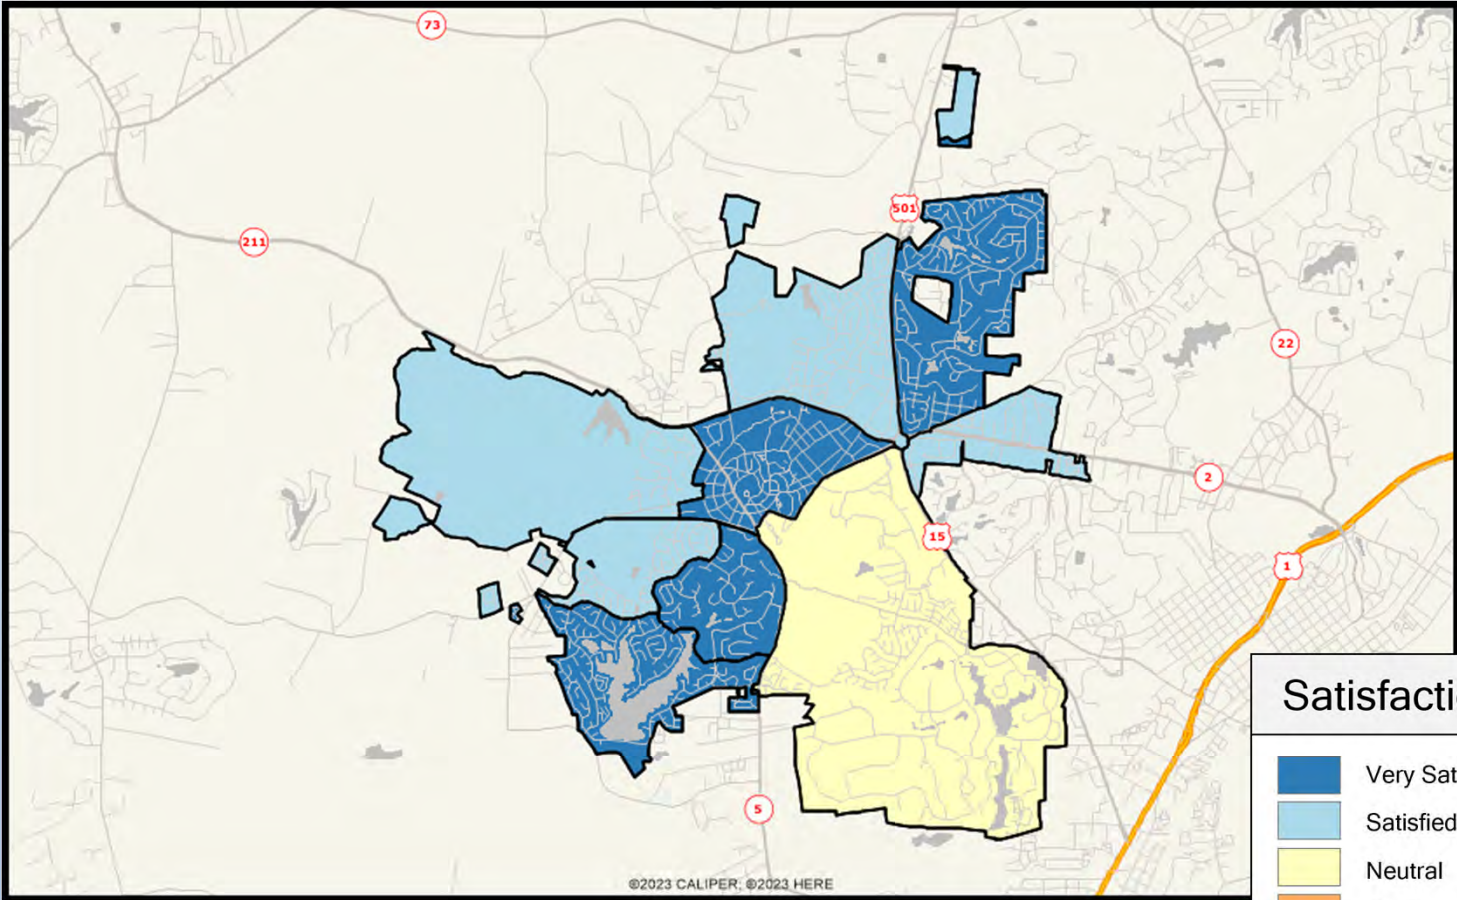 73
501
211
22
2
15
1
5
Satisfacti
Very Sat
Satisfied
Neutral
©2023 CALIPER; ©2023 HERE